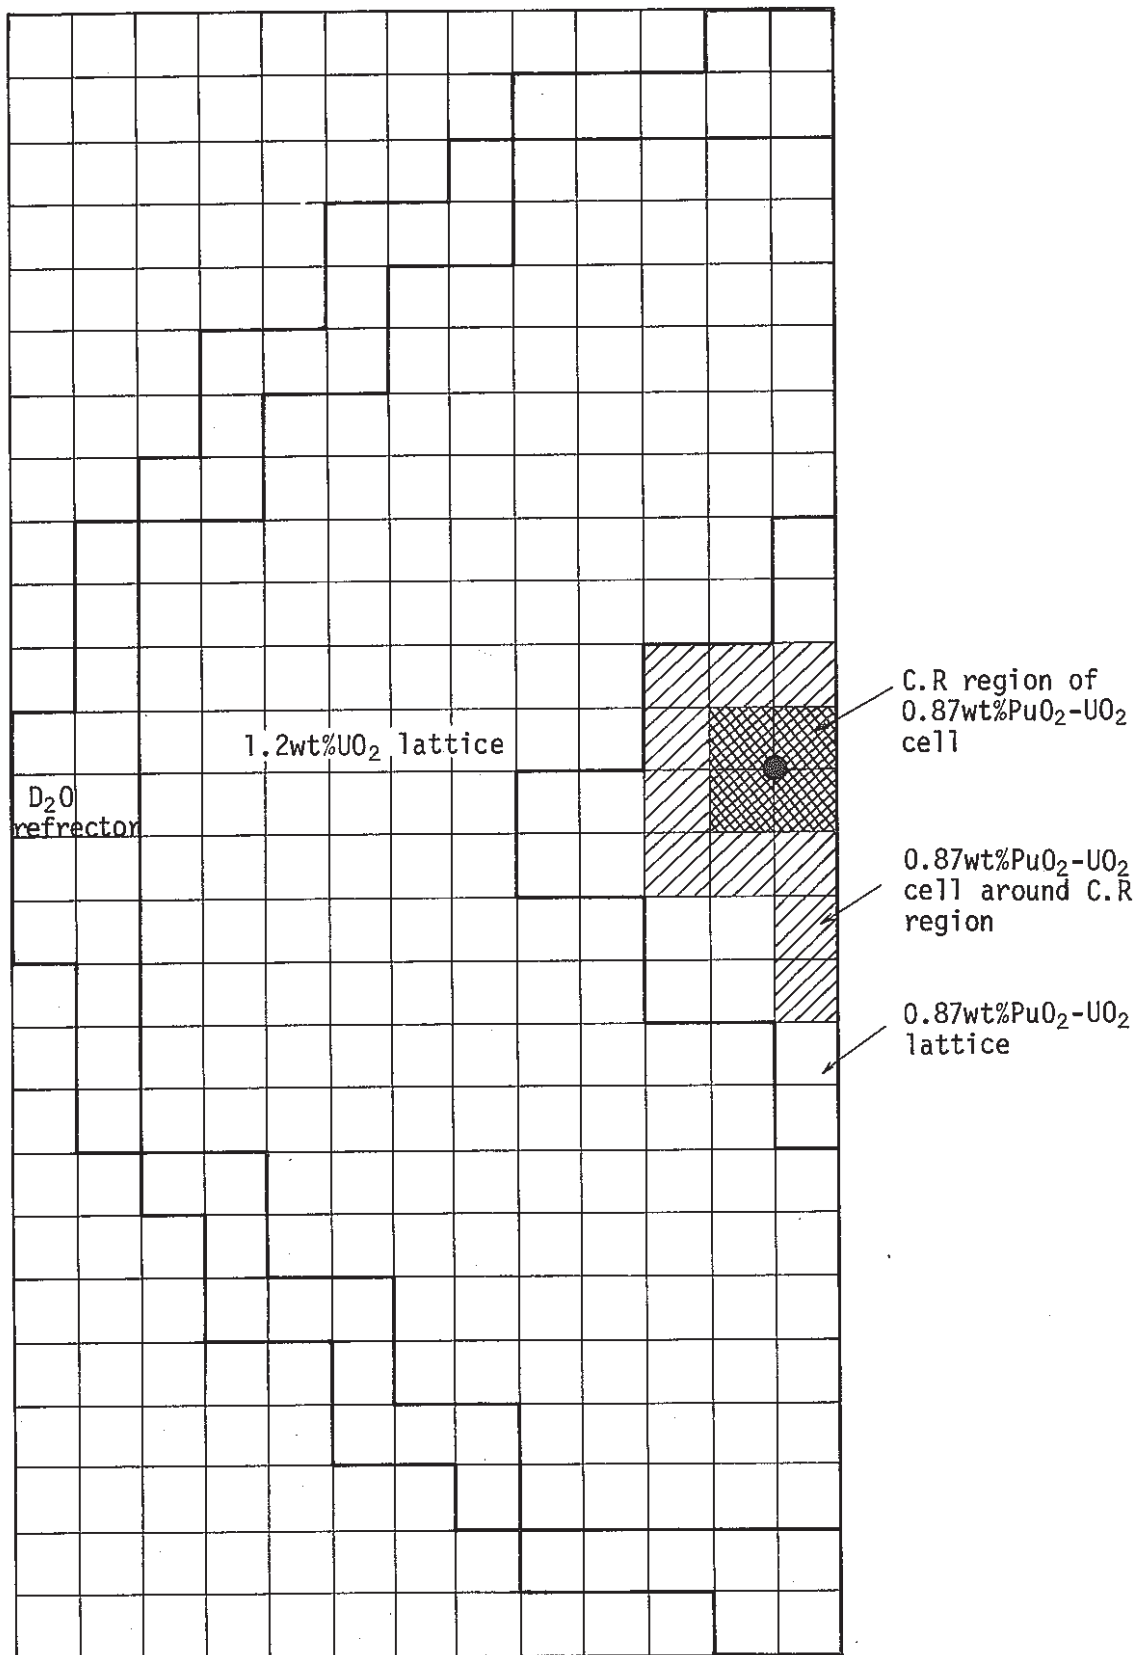 C.R region of
0.87wt%PuO₂-UO₂
cell
1.2wt%UO₂ lattice
D₂O
refrector
0.87wt%PuO₂-UO₂
cell around C.R
region
0.87wt%PuO₂-UO₂
lattice